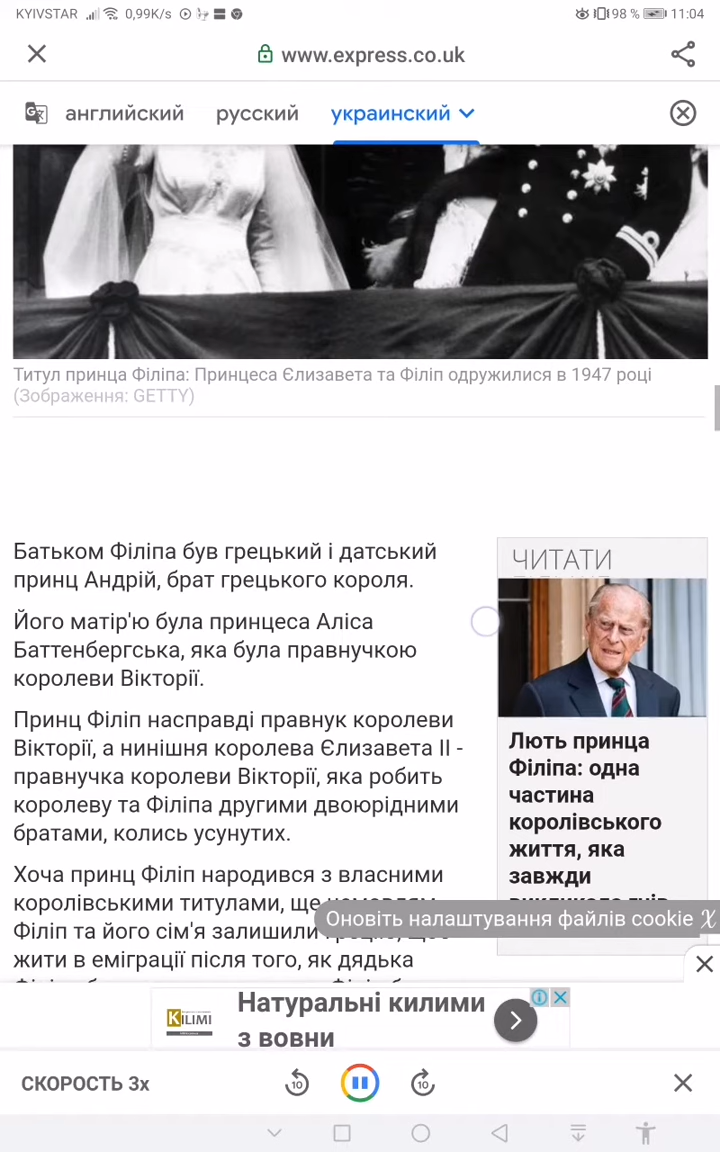 KYIVSTAR 0,99K/s 98 % 11:04
www.express.co.uk
английский русский украинский
Титул принца Філіпа: Принцеса Єлизавета та Філіп одружилися в 1947 році
(Зображення: GETTY)
Батьком Філіпа був грецький і датський
принц Андрій, брат грецького короля.
Його матір'ю була принцеса Аліса
Баттенбергська, яка була правнучкою
королеви Вікторії.
Принц Філіп насправді правнук королеви
Вікторії, а нинішня королева Єлизавета II -
правнучка королеви Вікторії, яка робить
королеву та Філіпа другими двоюрідними
братами, колись усунутих.
Хоча принц Філіп народився з власними
королівськими титулами, ще
Філіп та його сім'я залишили
жити в еміграції після того, як дядька
ЧИТАТИ
Лють принца
Філіпа: одна
частина
королівського
життя, яка
завжди
Оновіть налаштування файлів cookie
KILIMI
Натуральні килими
з вовни
СКОРОСТЬ 3x
10
10